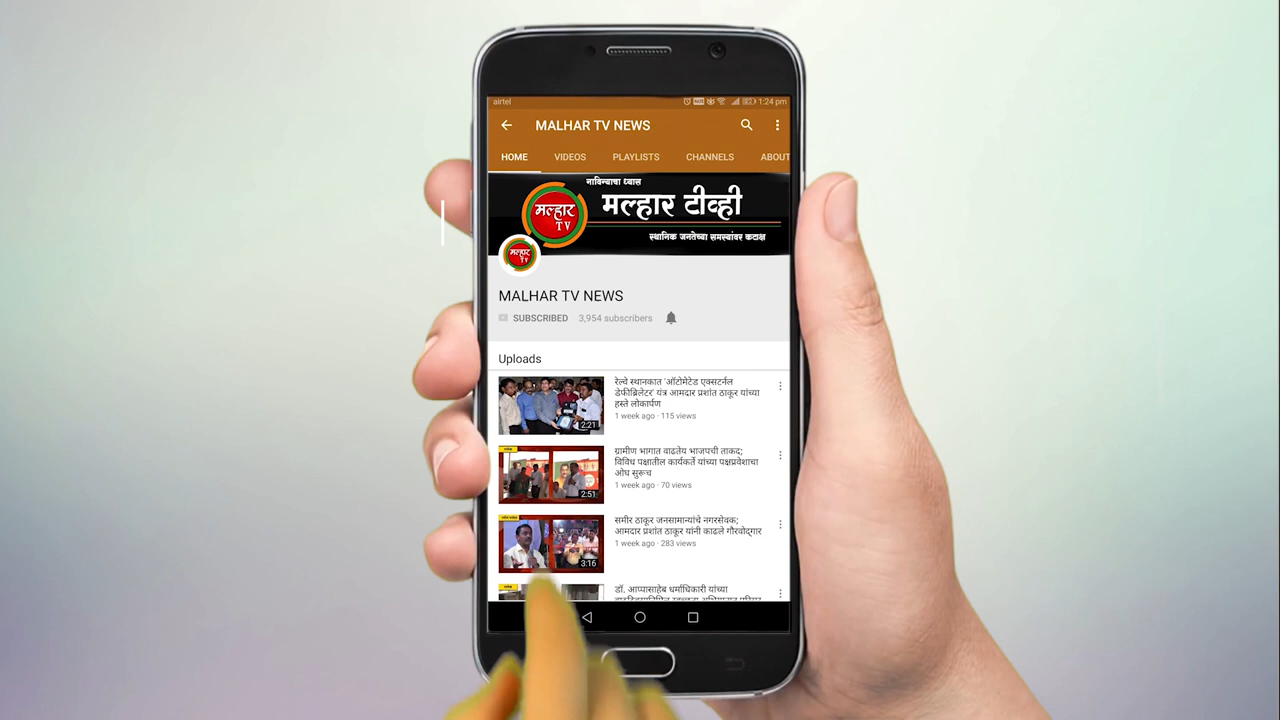 airtel 1:24 pm
MALHAR TV NEWS
HOME VIDEOS PLAYLISTS CHANNELS ABOUT
नाविन्याचा ध्यास
मल्हार टीव्ही
मल्हार
TV
स्थानिक जनतेच्या समस्यांवर कटाक्ष
मल्हार
TV
MALHAR TV NEWS
SUBSCRIBED 3,954 subscribers
Uploads
रेल्वे स्थानकात 'ऑटोमेटेड एक्सटर्नल
डेफीब्रिलेटर' यंत्र आमदार प्रशांत ठाकूर यांच्या
हस्ते लोकार्पण
1 week ago · 115 views
2:21
ग्रामीण भागात वाढतेय भाजपची ताकद;
विविध पक्षातील कार्यकर्ते यांच्या पक्षप्रवेशाचा
ओघ सुरूच
1 week ago · 70 views
2:51
समीर ठाकूर जनसामान्यांचे नगरसेवक;
आमदार प्रशांत ठाकूर यांनी काढले गौरवोद्गार
1 week ago · 283 views
3:16
डॉ. आप्पासाहेब धर्माधिकारी यांच्या